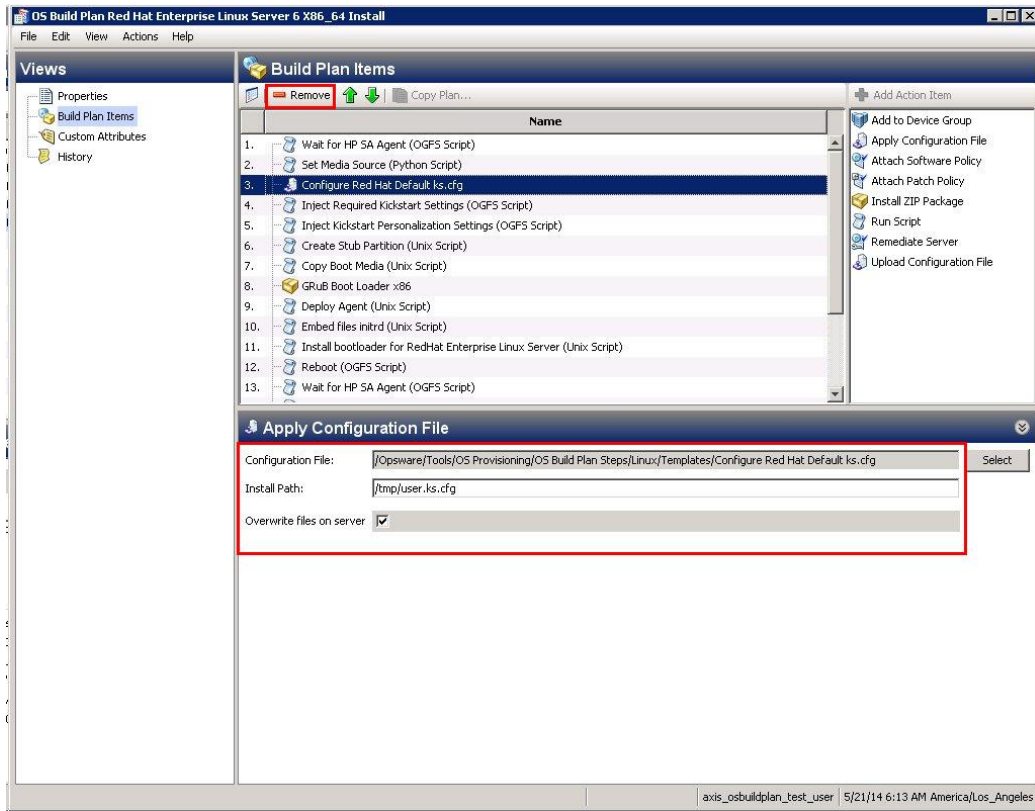 OS Build Plan Red Hat Enterprise Linux Server 6 X86_64 Install
File Edit View Actions Help
Views
Properties
Build Plan Items
Custom Attributes
History
Build Plan Items
Remove Copy Plan...
Name
1. Wait for HP SA Agent (OGFS Script)
2. Set Media Source (Python Script)
3. Configure Red Hat Default ks.cfg
4. Inject Required Kickstart Settings (OGFS Script)
5. Inject Kickstart Personalization Settings (OGFS Script)
6. Create Stub Partition (Unix Script)
7. Copy Boot Media (Unix Script)
8. GRuB Boot Loader x86
9. Deploy Agent (Unix Script)
10. Embed files initrd (Unix Script)
11. Install bootloader for RedHat Enterprise Linux Server (Unix Script)
12. Reboot (OGFS Script)
13. Wait for HP SA Agent (OGFS Script)
Add Action Item
Add to Device Group
Apply Configuration File
Attach Software Policy
Attach Patch Policy
Install ZIP Package
Run Script
Remediate Server
Upload Configuration File
Apply Configuration File
Configuration File: /Opsware/Tools/OS Provisioning/OS Build Plan Steps/Linux/Templates/Configure Red Hat Default ks.cfg Select
Install Path: /tmp/user.ks.cfg
Overwrite files on server
axis_osbuildplan_test_user 5/21/14 6:13 AM America/Los_Angeles